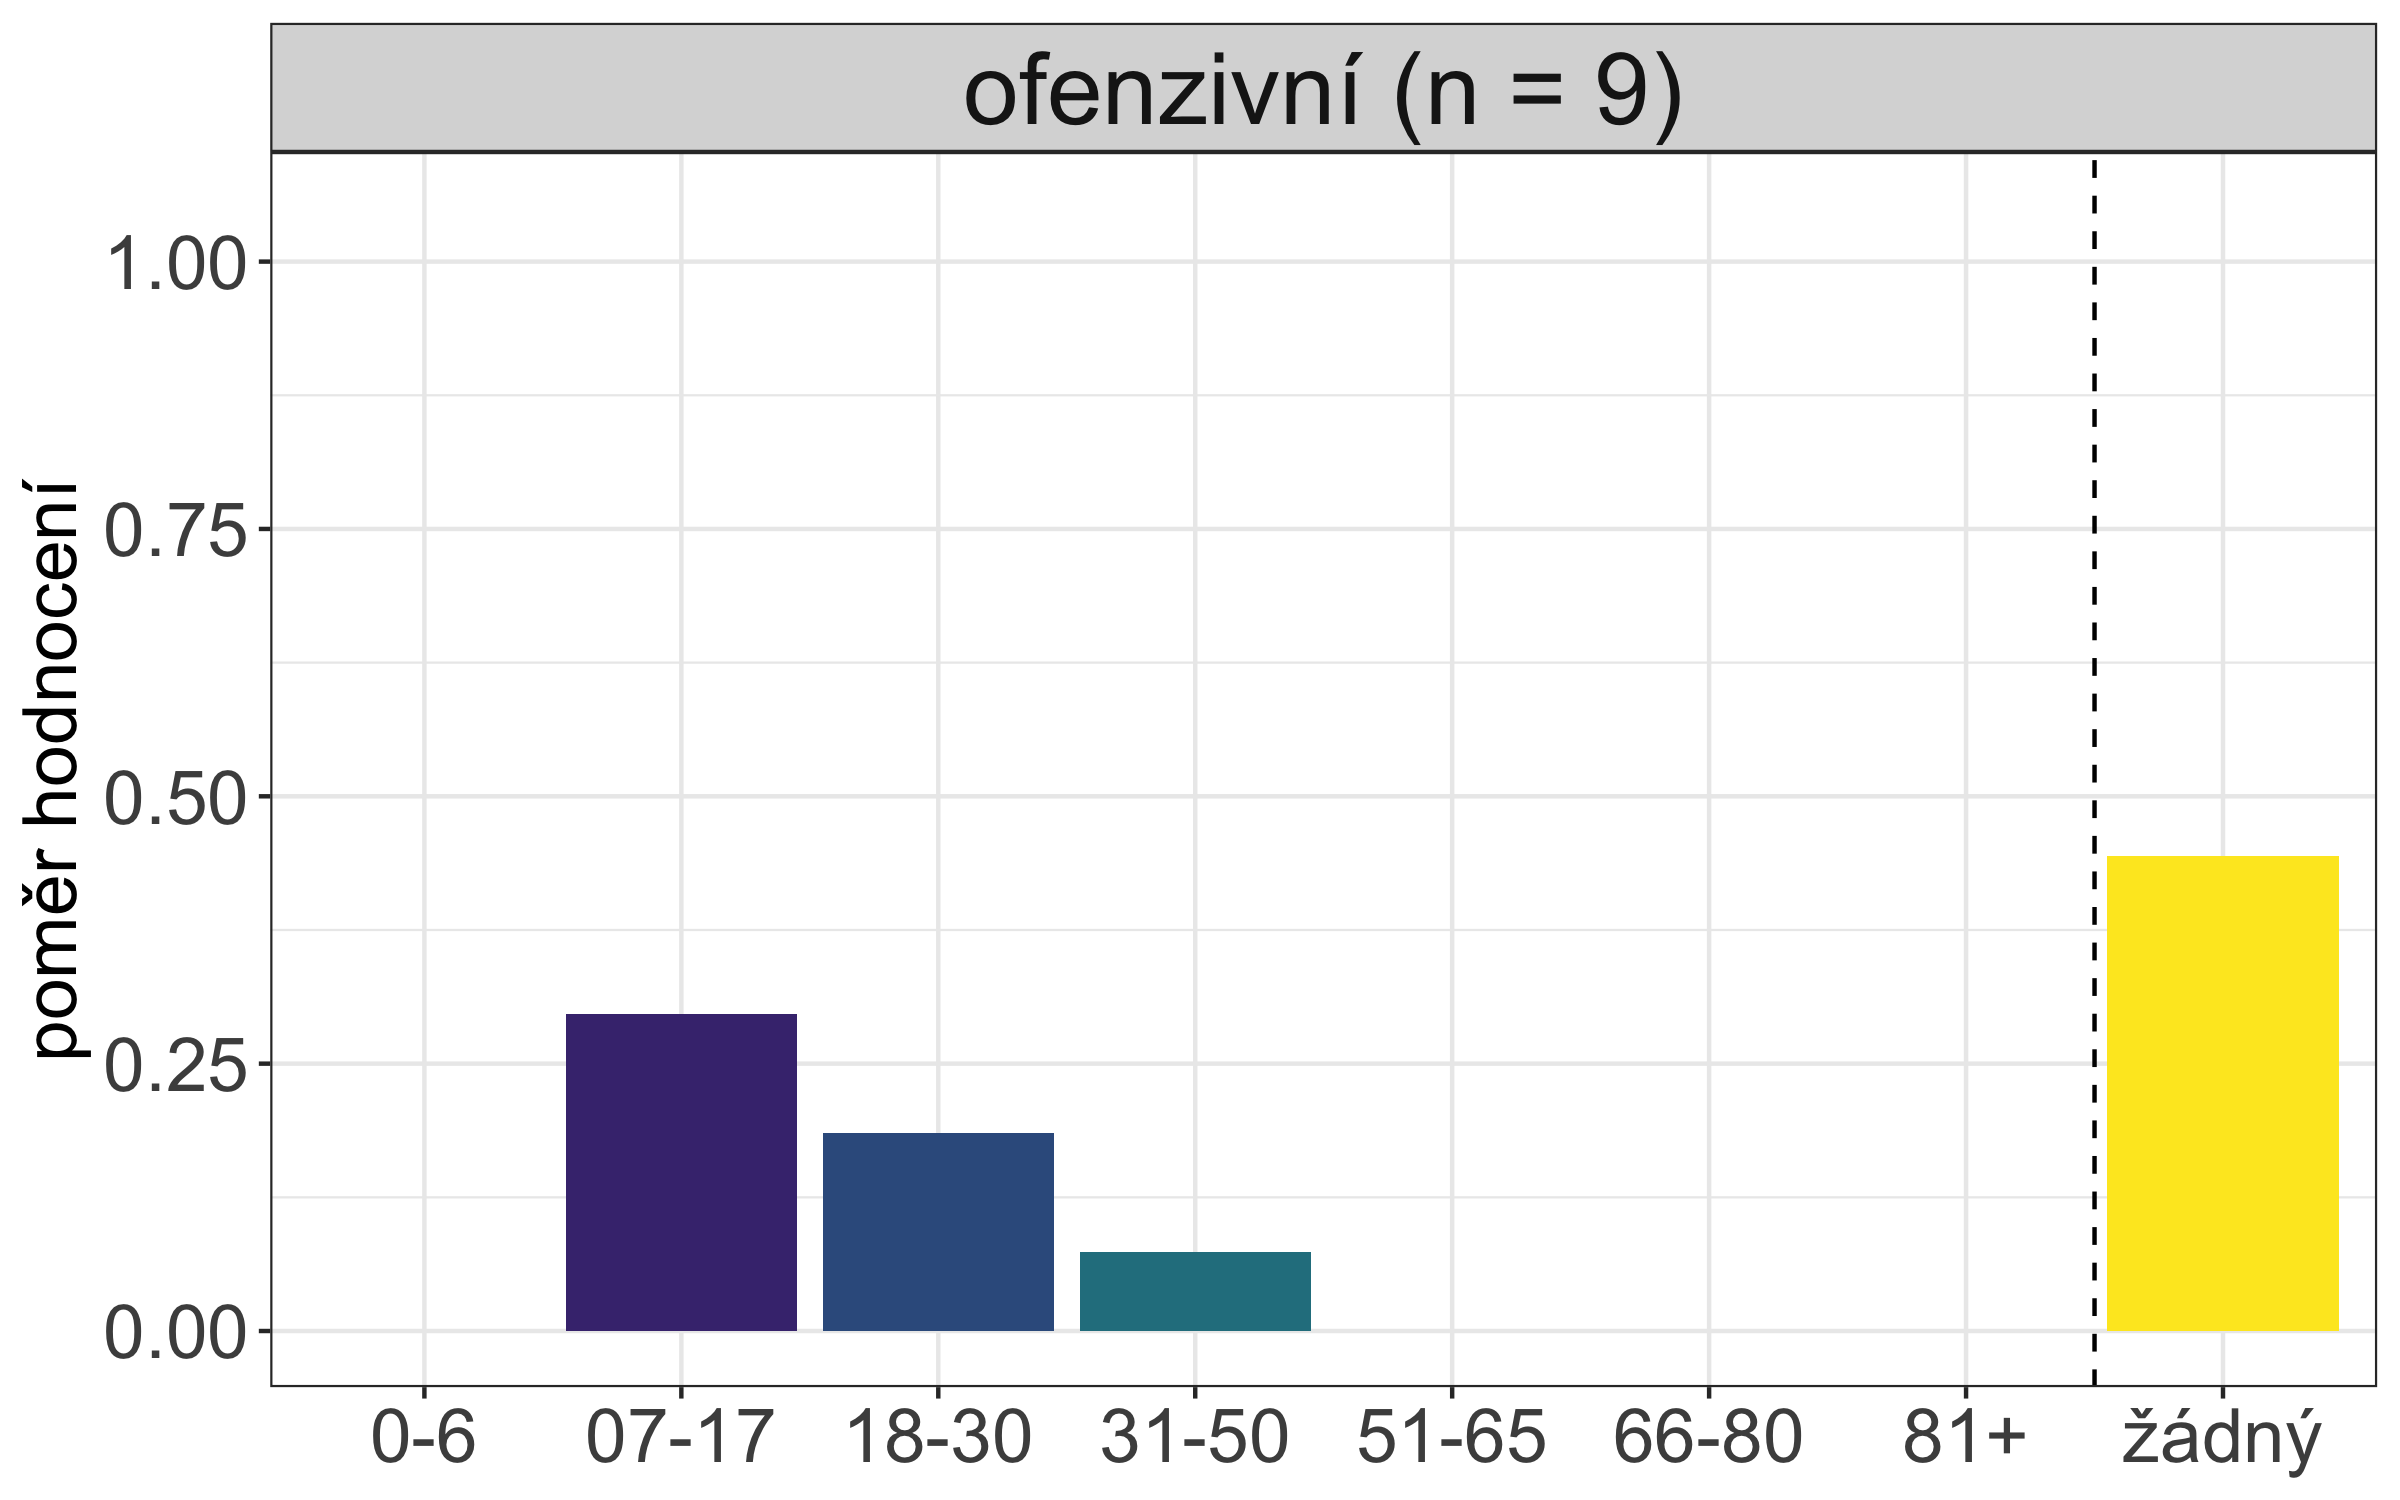 ofenzivní (n = 9)
poměr hodnocení
1.00
0.75
0.50
0.25
0.00
0-6 07-17 18-30 31-50 51-65 66-80 81+ žádný